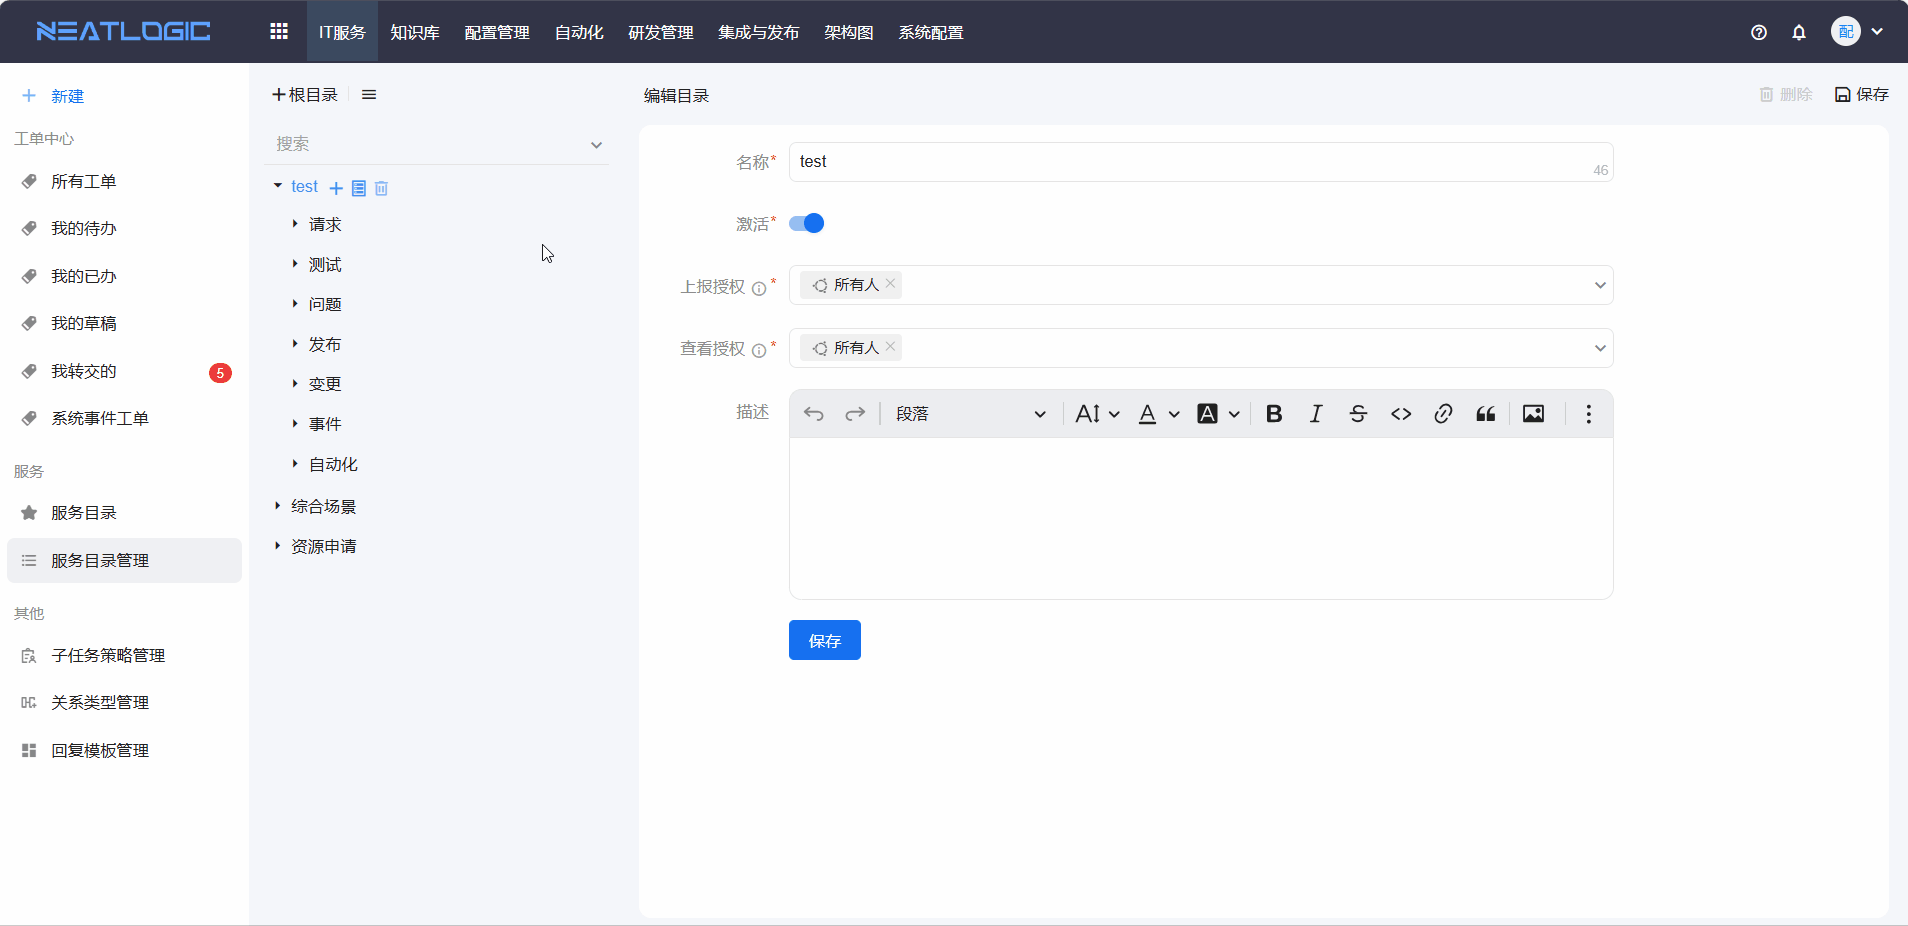 NEATLOGIC
IT服务 知识库 配置管理 自动化 研发管理 集成与发布 架构图 系统配置
配
新建
工单中心
所有工单
我的待办
我的已办
我的草稿
我转交的 5
系统事件工单
服务
服务目录
服务目录管理
其他
子任务策略管理
关系类型管理
回复模板管理
根目录
搜索
test
请求
测试
问题
发布
变更
事件
自动化
综合场景
资源申请
编辑目录
删除 保存
名称* test 46
激活*
上报授权 * 所有人
查看授权 * 所有人
描述 段落
保存